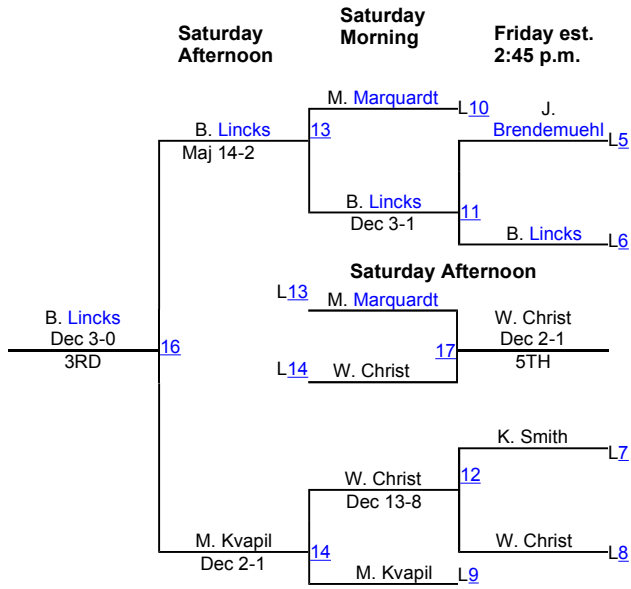 Saturday
Afternoon
Saturday
Morning
Friday est.
2:45 p.m.
M. Marquardt
L10
J.
Brendemuehl
L5
B. Lincks
13
Maj 14-2
B. Lincks
11
Dec 3-1
B. Lincks
L6
Saturday Afternoon
L13
M. Marquardt
B. Lincks
Dec 3-0
16
3RD
W. Christ
Dec 2-1
17
5TH
L14
W. Christ
K. Smith
L7
W. Christ
12
Dec 13-8
M. Kvapil
14
Dec 2-1
W. Christ
L8
M. Kvapil
L9